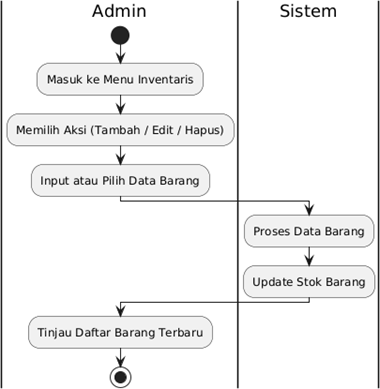 Admin
Sistem
Masuk ke Menu Inventaris
Memilih Aksi (Tambah / Edit / Hapus)
Input atau Pilih Data Barang
Proses Data Barang
Update Stok Barang
Tinjau Daftar Barang Terbaru